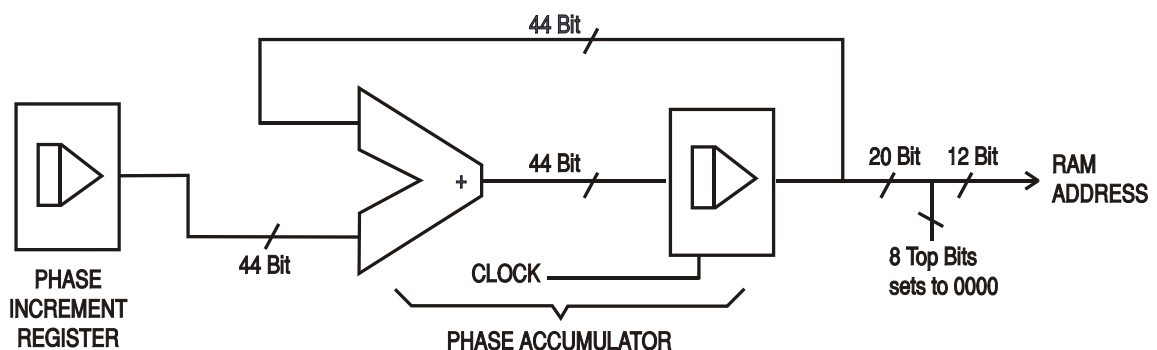 44 Bit
44 Bit
20 Bit
12 Bit
RAM
ADDRESS
+
44 Bit
8 Top Bits
sets to 0000
CLOCK
PHASE
INCREMENT
REGISTER
PHASE ACCUMULATOR